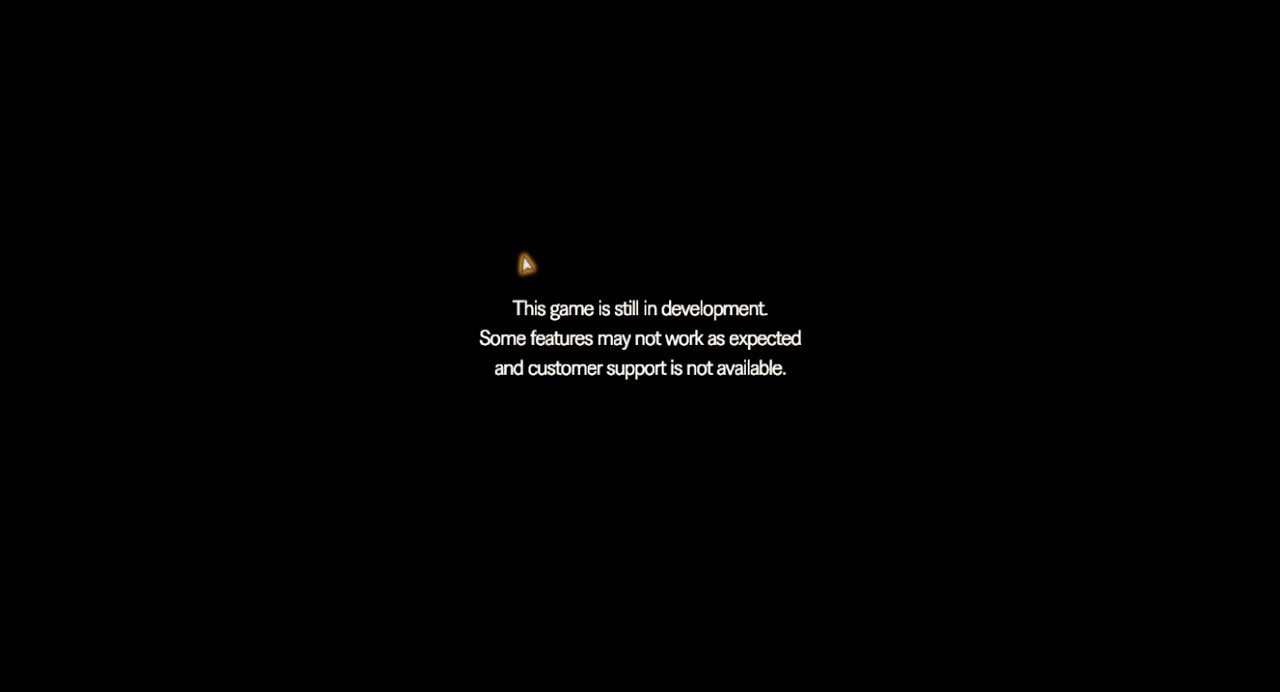 This game is still in development.
Some features may not work as expected
and customer support is not available.